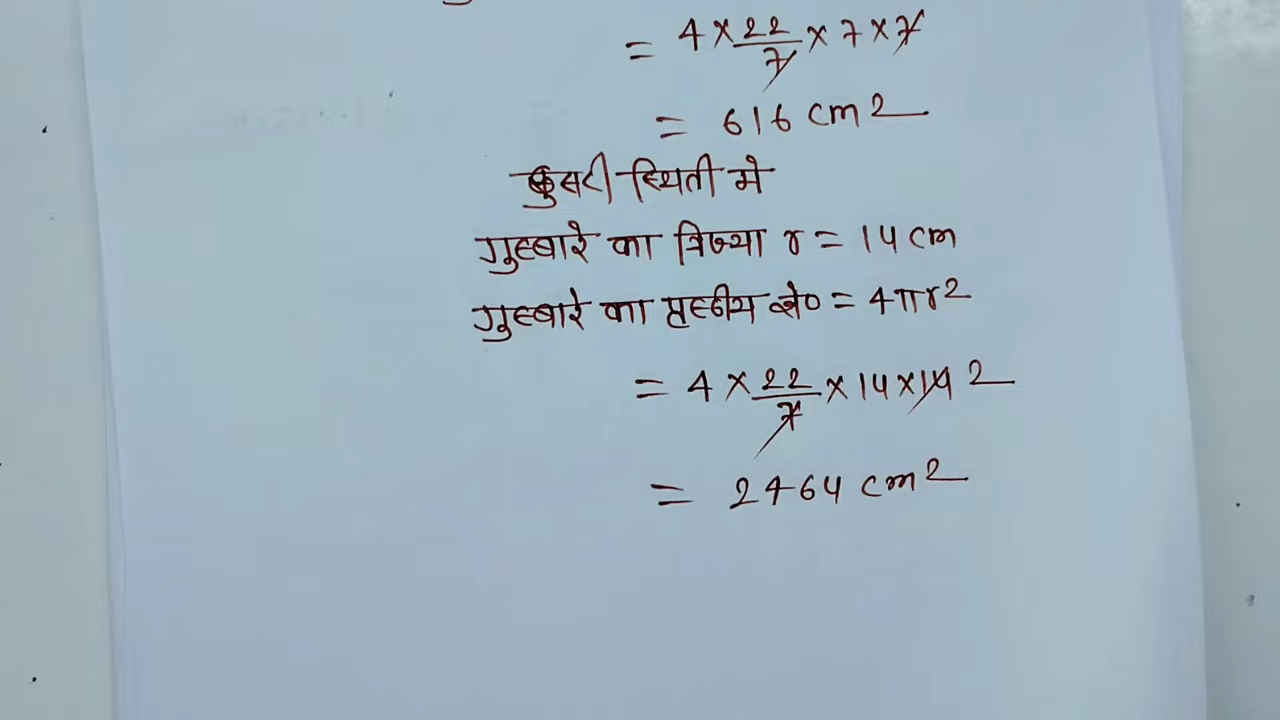 = 4 × 22/7 × 7 × 7
= 616 cm2
दुसरी स्थिती मे
गुब्बारे का त्रिज्या r = 14 cm
गुब्बारे का पृष्ठीय क्षे० = 4πr2
= 4 × 22/7 × 14 × 14 2
= 2464 cm2